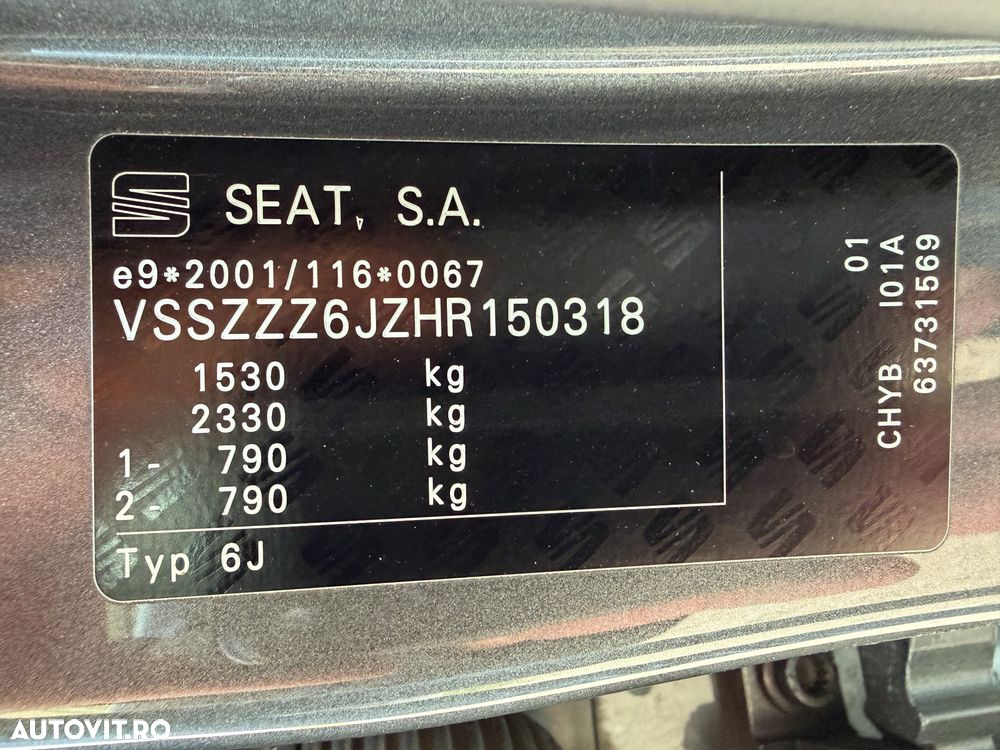 SEAT, S.A.
e9*2001/116*0067
VSSZZZ6JZHR150318
1530 kg
2330 kg
1- 790 kg
2- 790 kg
Typ 6J
01
CHYB I01A
63731569
AUTOVIT.RO